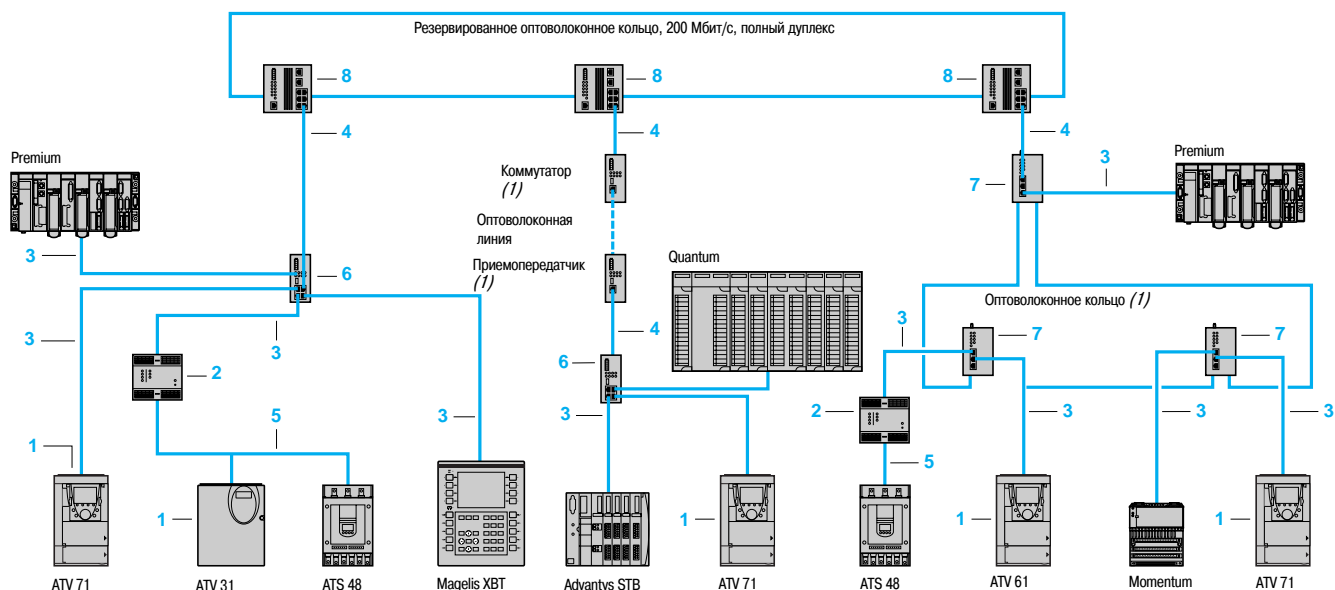 Резервированное оптоволоконное кольцо, 200 Мбит/с, полный дуплекс
8
8
8
4
4
4
Premium
Коммутатор
(1)
7
3
Premium
Оптоволоконная
линия
3
6
Приемопередатчик
(1)
Quantum
Оптоволоконное кольцо (1)
3
3
4
3
7
7
2
6
5
3
3
2
3
3
3
1
5
1
1
1
1
ATV 71
ATV 31
ATS 48
Magelis XBT
Advantys STB
ATV 71
ATS 48
ATV 61
Momentum
ATV 71